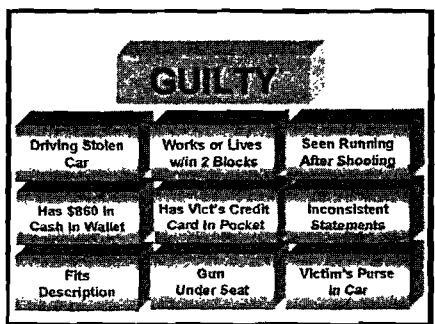 GUILTY
Driving Stolen
Car
Works or Lives
w/in 2 Blocks
Seen Running
After Shooting
Has $860 In
Cash In Wallet
Has Vict's Credit
Card In Pocket
Inconsistent
Statements
Fits
Description
Gun
Under Seat
Victim's Purse
in Car